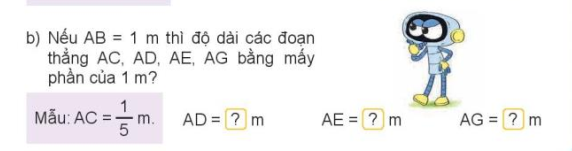 b) Nếu AB = 1 m thì độ dài các đoạn
thẳng AC, AD, AE, AG bằng mấy
phần của 1 m?
Mẫu: AC = 1/5 m. AD = ? m AE = ? m AG = ? m